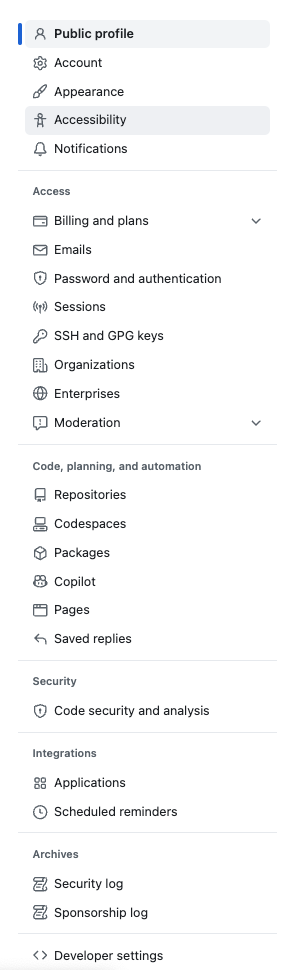 Public profile
Account
Appearance
Accessibility
Notifications
Access
Billing and plans
Emails
Password and authentication
Sessions
SSH and GPG keys
Organizations
Enterprises
Moderation
Code, planning, and automation
Repositories
Codespaces
Packages
Copilot
Pages
Saved replies
Security
Code security and analysis
Integrations
Applications
Scheduled reminders
Archives
Security log
Sponsorship log
Developer settings